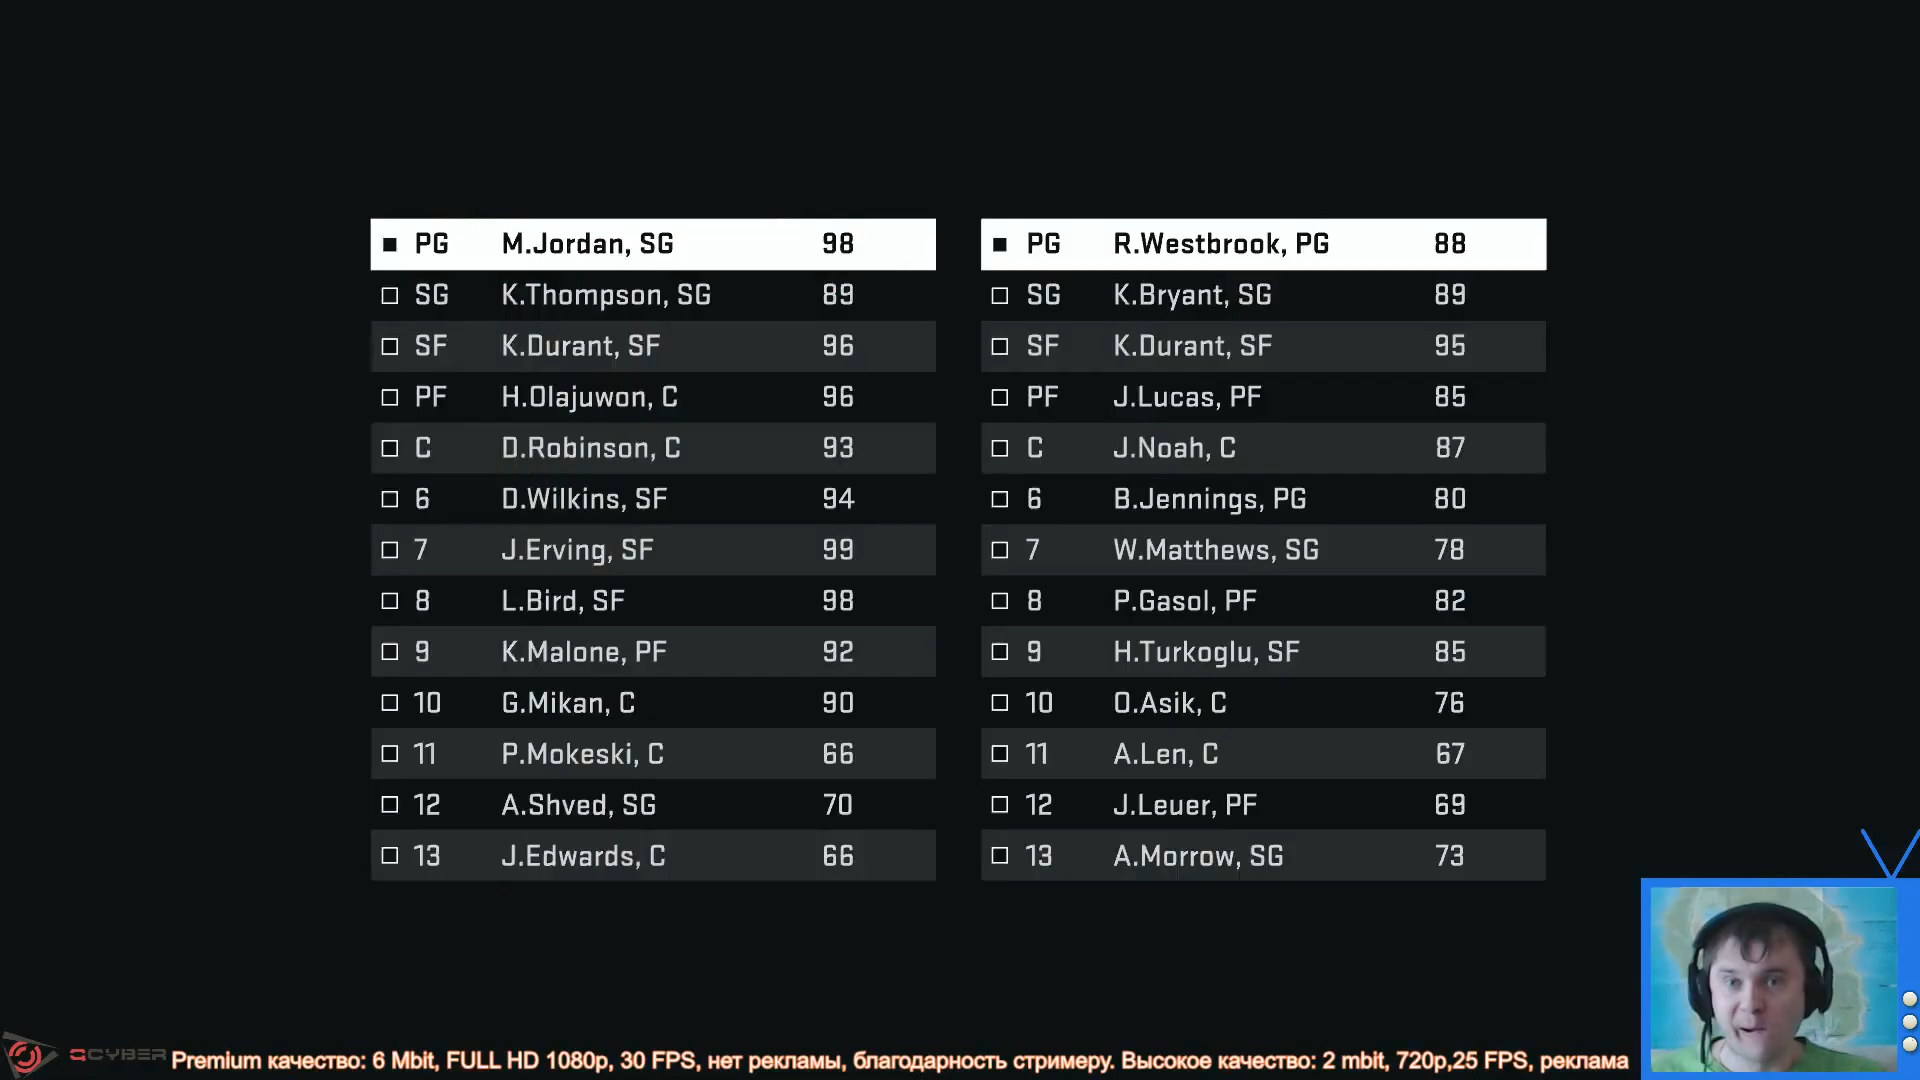 PG M.Jordan, SG 98
SG K.Thompson, SG 89
SF K.Durant, SF 96
PF H.Olajuwon, C 96
C D.Robinson, C 93
6 D.Wilkins, SF 94
7 J.Erving, SF 99
8 L.Bird, SF 98
9 K.Malone, PF 92
10 G.Mikan, C 90
11 P.Mokeski, C 66
12 A.Shved, SG 70
13 J.Edwards, C 66
PG R.Westbrook, PG 88
SG K.Bryant, SG 89
SF K.Durant, SF 95
PF J.Lucas, PF 85
C J.Noah, C 87
6 B.Jennings, PG 80
7 W.Matthews, SG 78
8 P.Gasol, PF 82
9 H.Turkoglu, SF 85
10 O.Asik, C 76
11 A.Len, C 67
12 J.Leuer, PF 69
13 A.Morrow, SG 73
QCYBER
Premium качество: 6 Mbit, FULL HD 1080p, 30 FPS, нет рекламы, благодарность стримеру. Высокое качество: 2 mbit, 720p,25 FPS, реклама